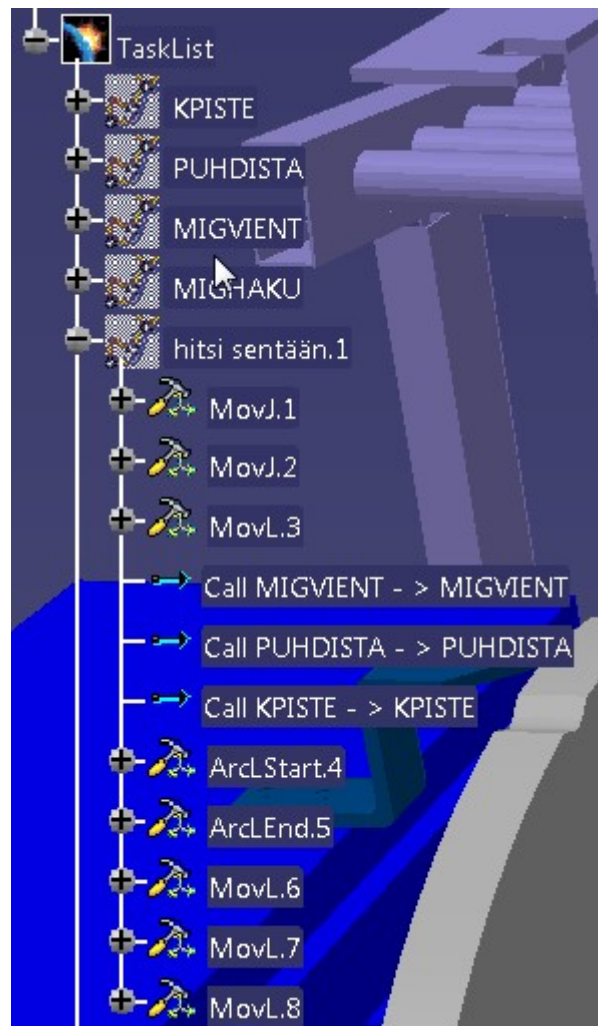 TaskList
KPISTE
PUHDISTA
MIGVIENT
MIGHAKU
hitsi sentään.1
MovJ.1
MovJ.2
MovL.3
Call MIGVIENT - > MIGVIENT
Call PUHDISTA - > PUHDISTA
Call KPISTE - > KPISTE
ArcLStart.4
ArcLEnd.5
MovL.6
MovL.7
MovL.8